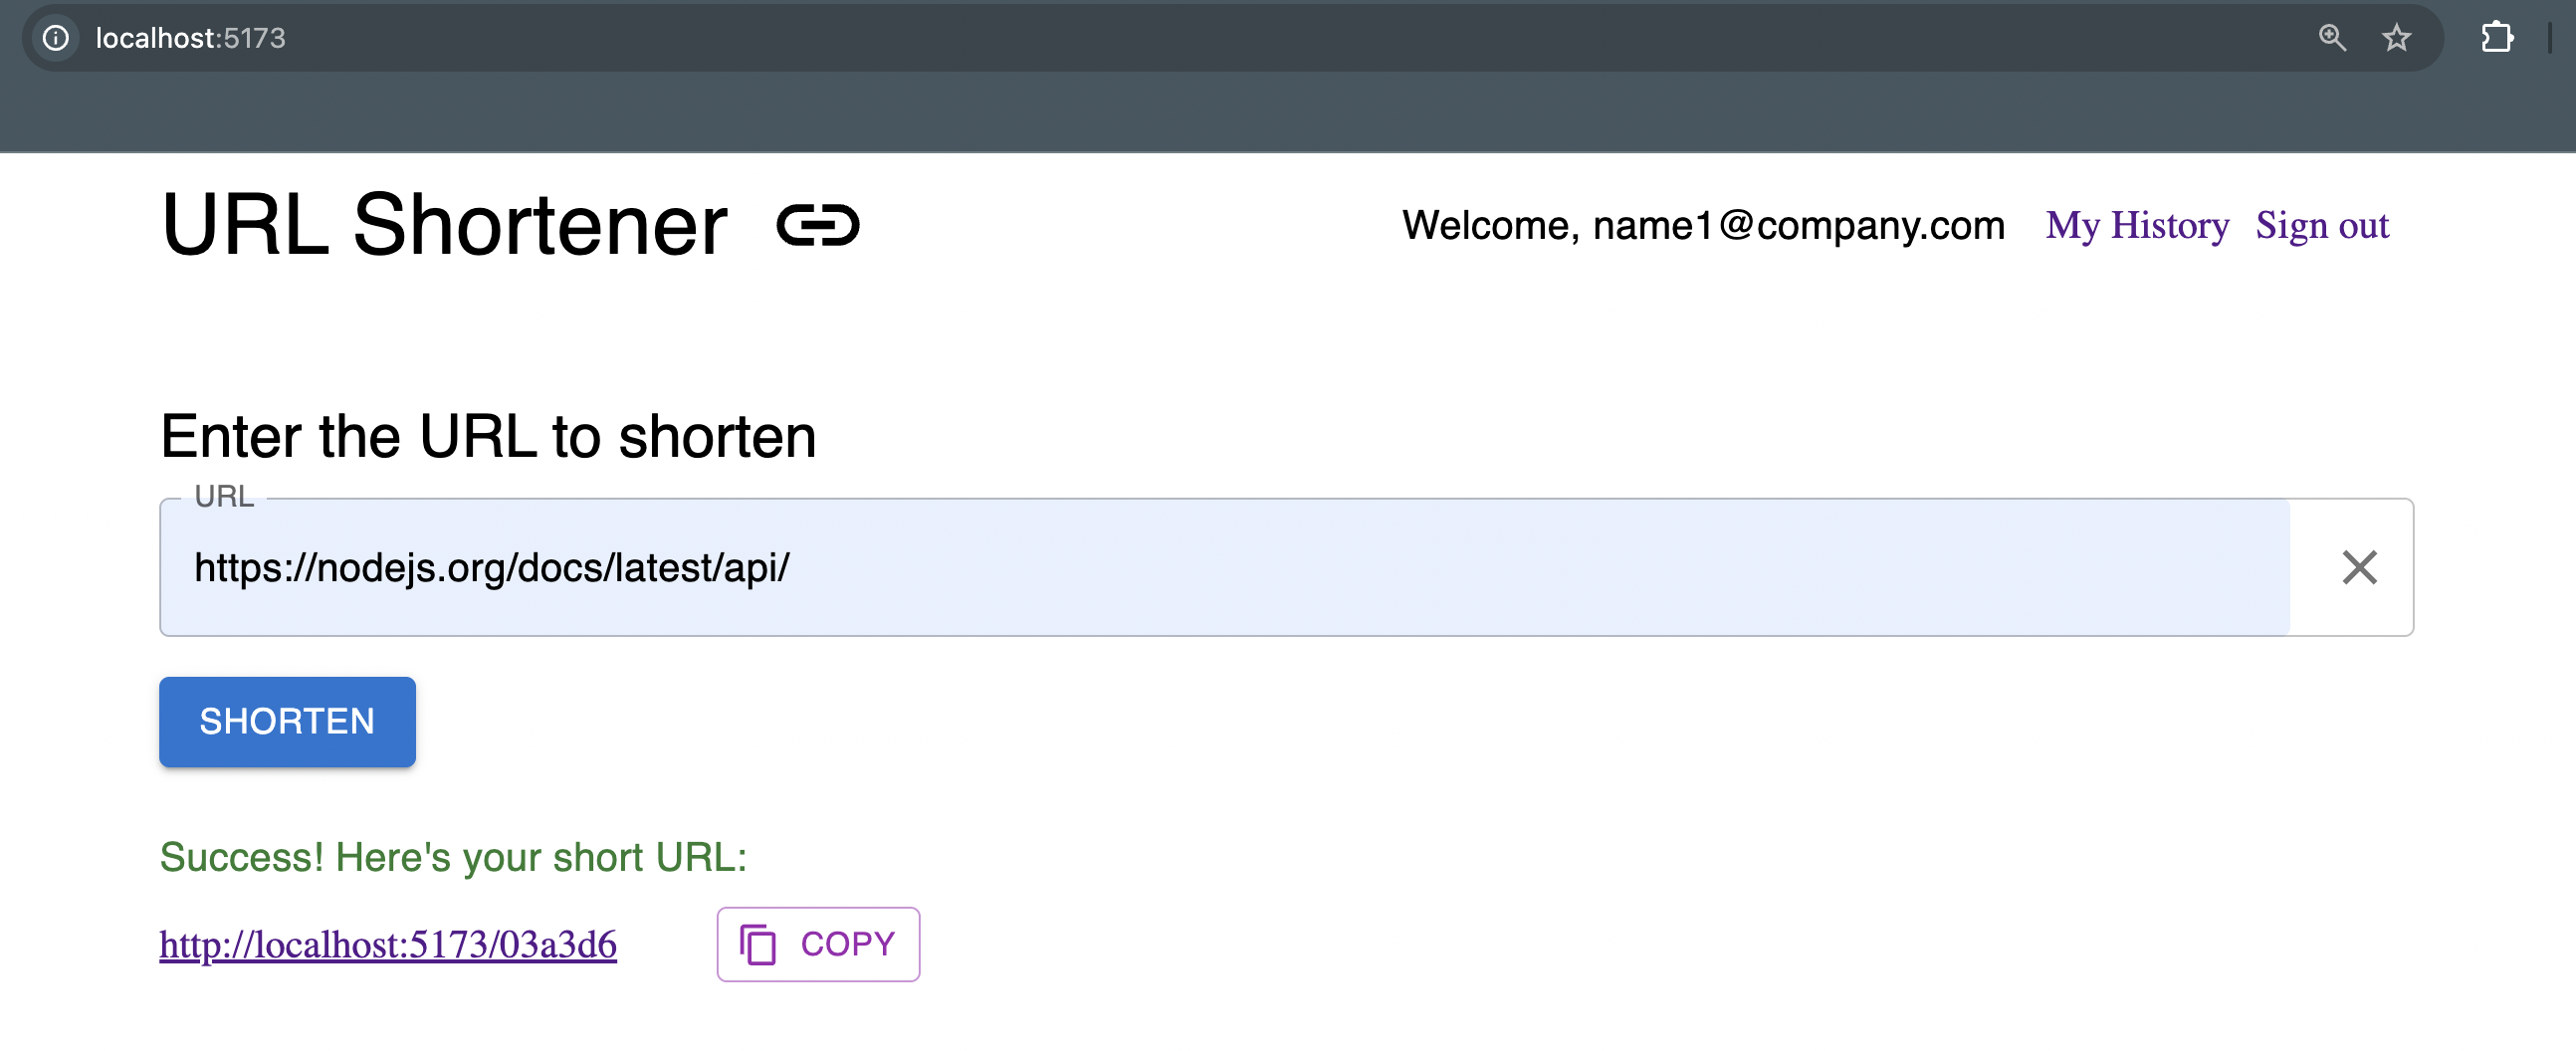 localhost:5173
URL Shortener
Welcome, name1@company.com My History Sign out
Enter the URL to shorten
URL
https://nodejs.org/docs/latest/api/
SHORTEN
Success! Here's your short URL:
http://localhost:5173/03a3d6 COPY